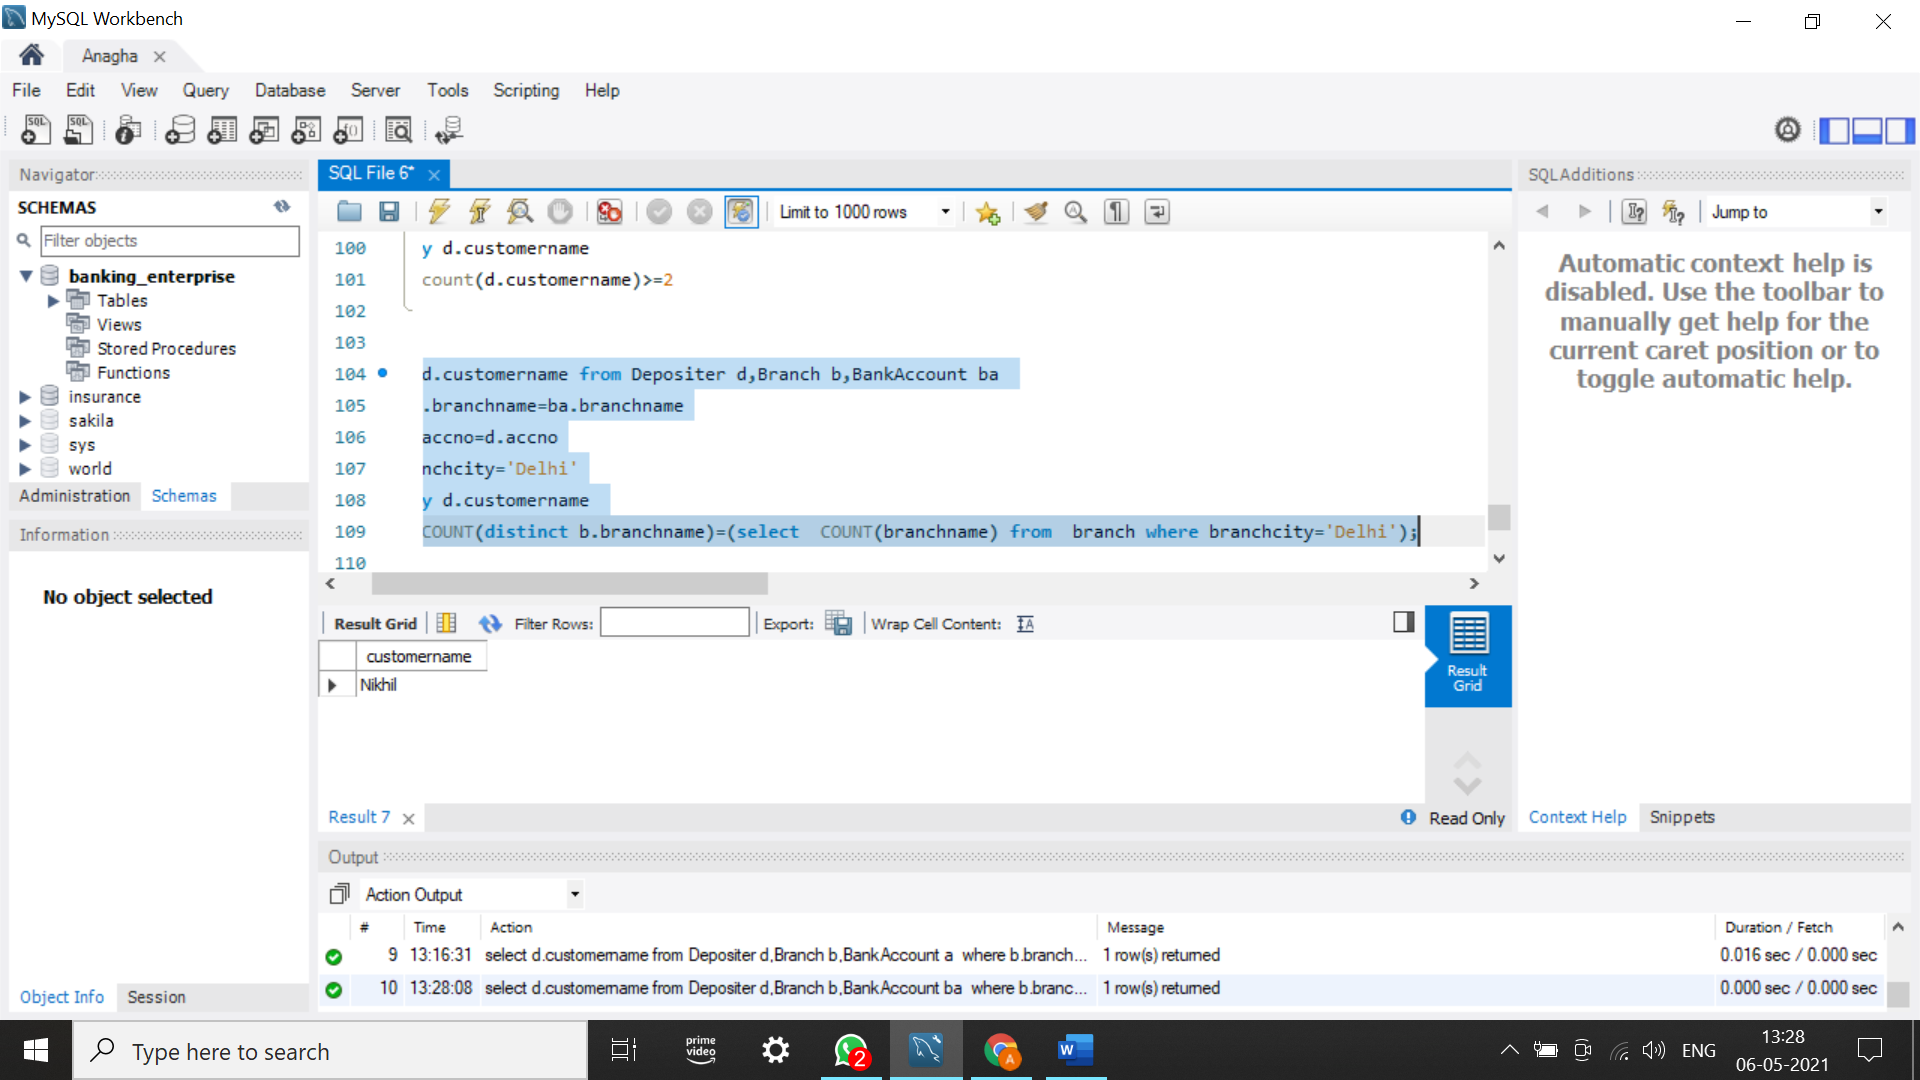 MySQL Workbench
Anagha
File Edit View Query Database Server Tools Scripting Help
Navigator
SCHEMAS
Filter objects
banking_enterprise
Tables
Views
Stored Procedures
Functions
insurance
sakila
sys
world
Administration Schemas
Information
No object selected
Object Info Session
SQL File 6*
Limit to 1000 rows
100 y d.customername
101 count(d.customername)>=2
102
103
104 d.customername from Depositer d,Branch b,BankAccount ba
105 .branchname=ba.branchname
106 accno=d.accno
107 nchcity='Delhi'
108 y d.customername
109 COUNT(distinct b.branchname)=(select COUNT(branchname) from branch where branchcity='Delhi');
110
Result Grid Filter Rows: Export: Wrap Cell Content:
customername
Nikhil
Result Grid
Result 7
Read Only
SQLAdditions
Jump to
Automatic context help is
disabled. Use the toolbar to
manually get help for the
current caret position or to
toggle automatic help.
Context Help Snippets
Output
Action Output
# Time Action Message Duration / Fetch
9 13:16:31 select d.customername from Depositer d,Branch b,BankAccount a where b.branch... 1 row(s) returned 0.016 sec / 0.000 sec
10 13:28:08 select d.customername from Depositer d,Branch b,BankAccount ba where b.branc... 1 row(s) returned 0.000 sec / 0.000 sec
Type here to search
prime video
2
A
W
ENG
13:28
06-05-2021